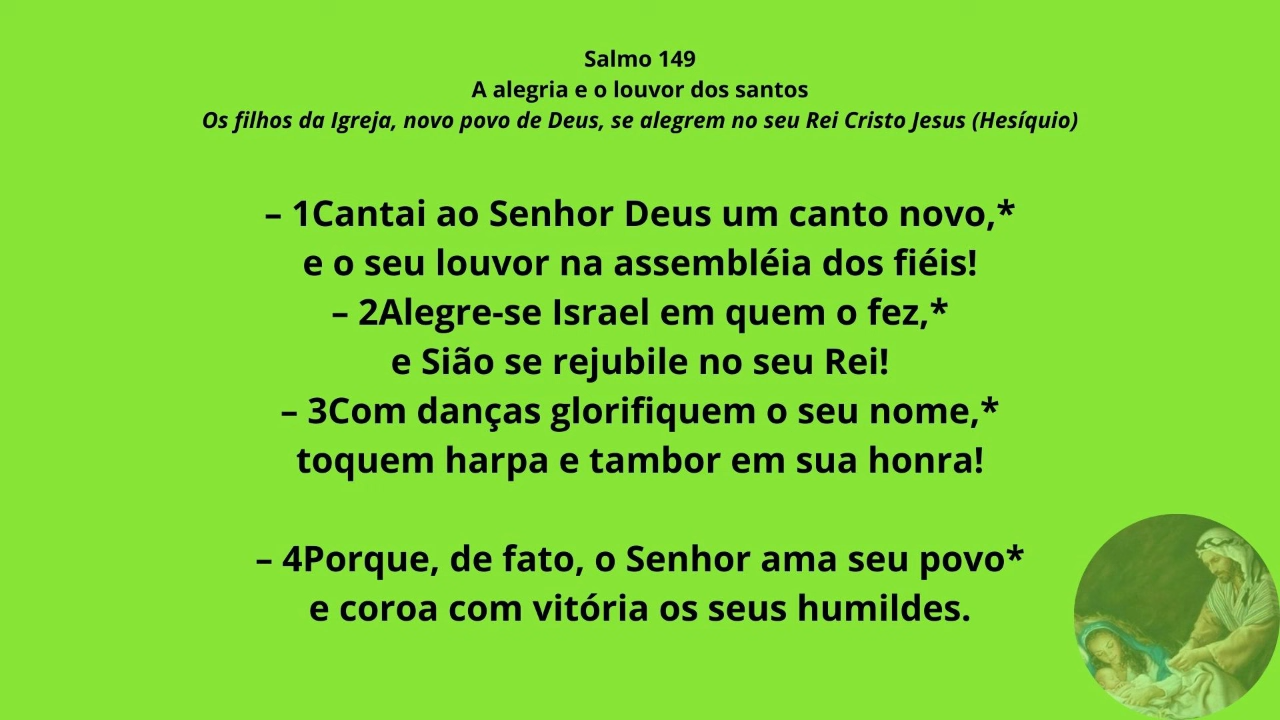 Salmo 149
A alegria e o louvor dos santos
Os filhos da Igreja, novo povo de Deus, se alegrem no seu Rei Cristo Jesus (Hesíquio)
– 1Cantai ao Senhor Deus um canto novo,*
e o seu louvor na assembléia dos fiéis!
– 2Alegre-se Israel em quem o fez,*
e Sião se rejubile no seu Rei!
– 3Com danças glorifiquem o seu nome,*
toquem harpa e tambor em sua honra!
– 4Porque, de fato, o Senhor ama seu povo*
e coroa com vitória os seus humildes.